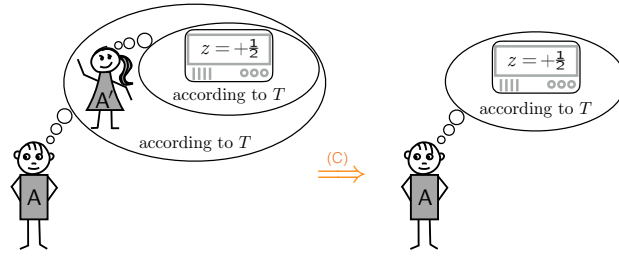 z = +½
according to T
A′
according to T
A
(C)
⟹
z = +½
according to T
A